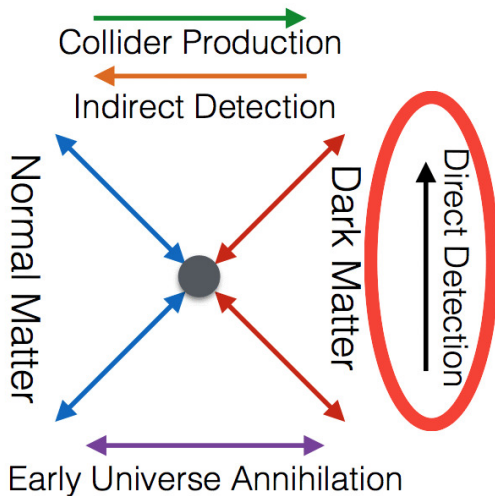 Collider Production
Indirect Detection
Normal Matter
Dark Matter
Direct Detection
Early Universe Annihilation